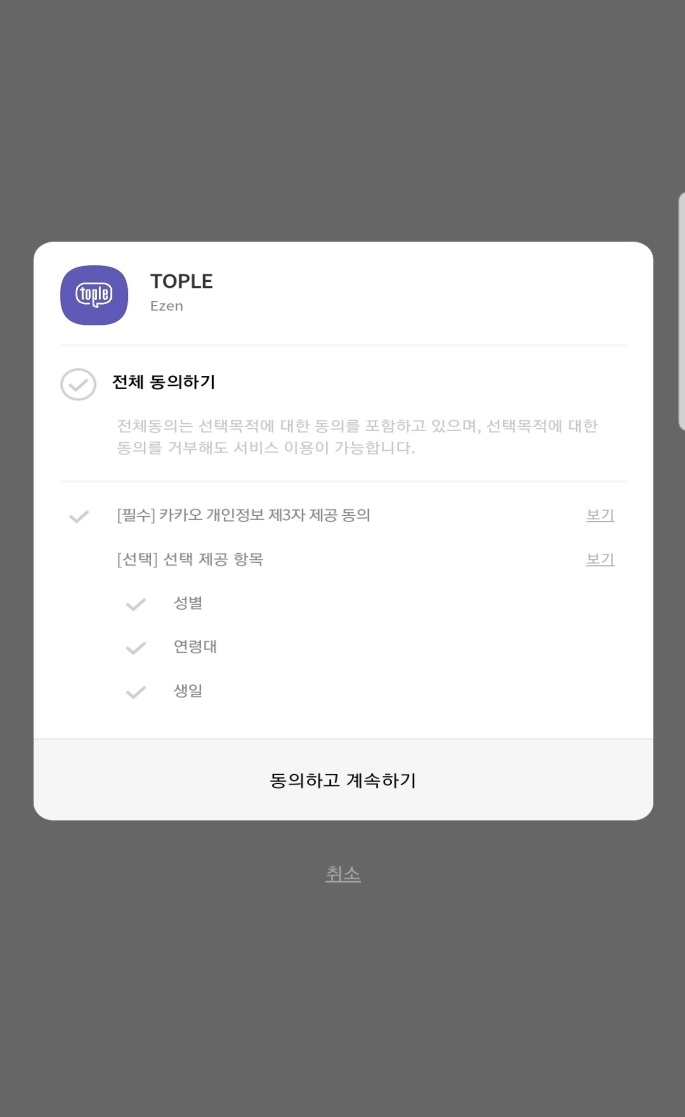 tople
TOPLE
Ezen
전체 동의하기
전체동의는 선택목적에 대한 동의를 포함하고 있으며, 선택목적에 대한
동의를 거부해도 서비스 이용이 가능합니다.
[필수] 카카오 개인정보 제3자 제공 동의 보기
[선택] 선택 제공 항목 보기
성별
연령대
생일
동의하고 계속하기
취소